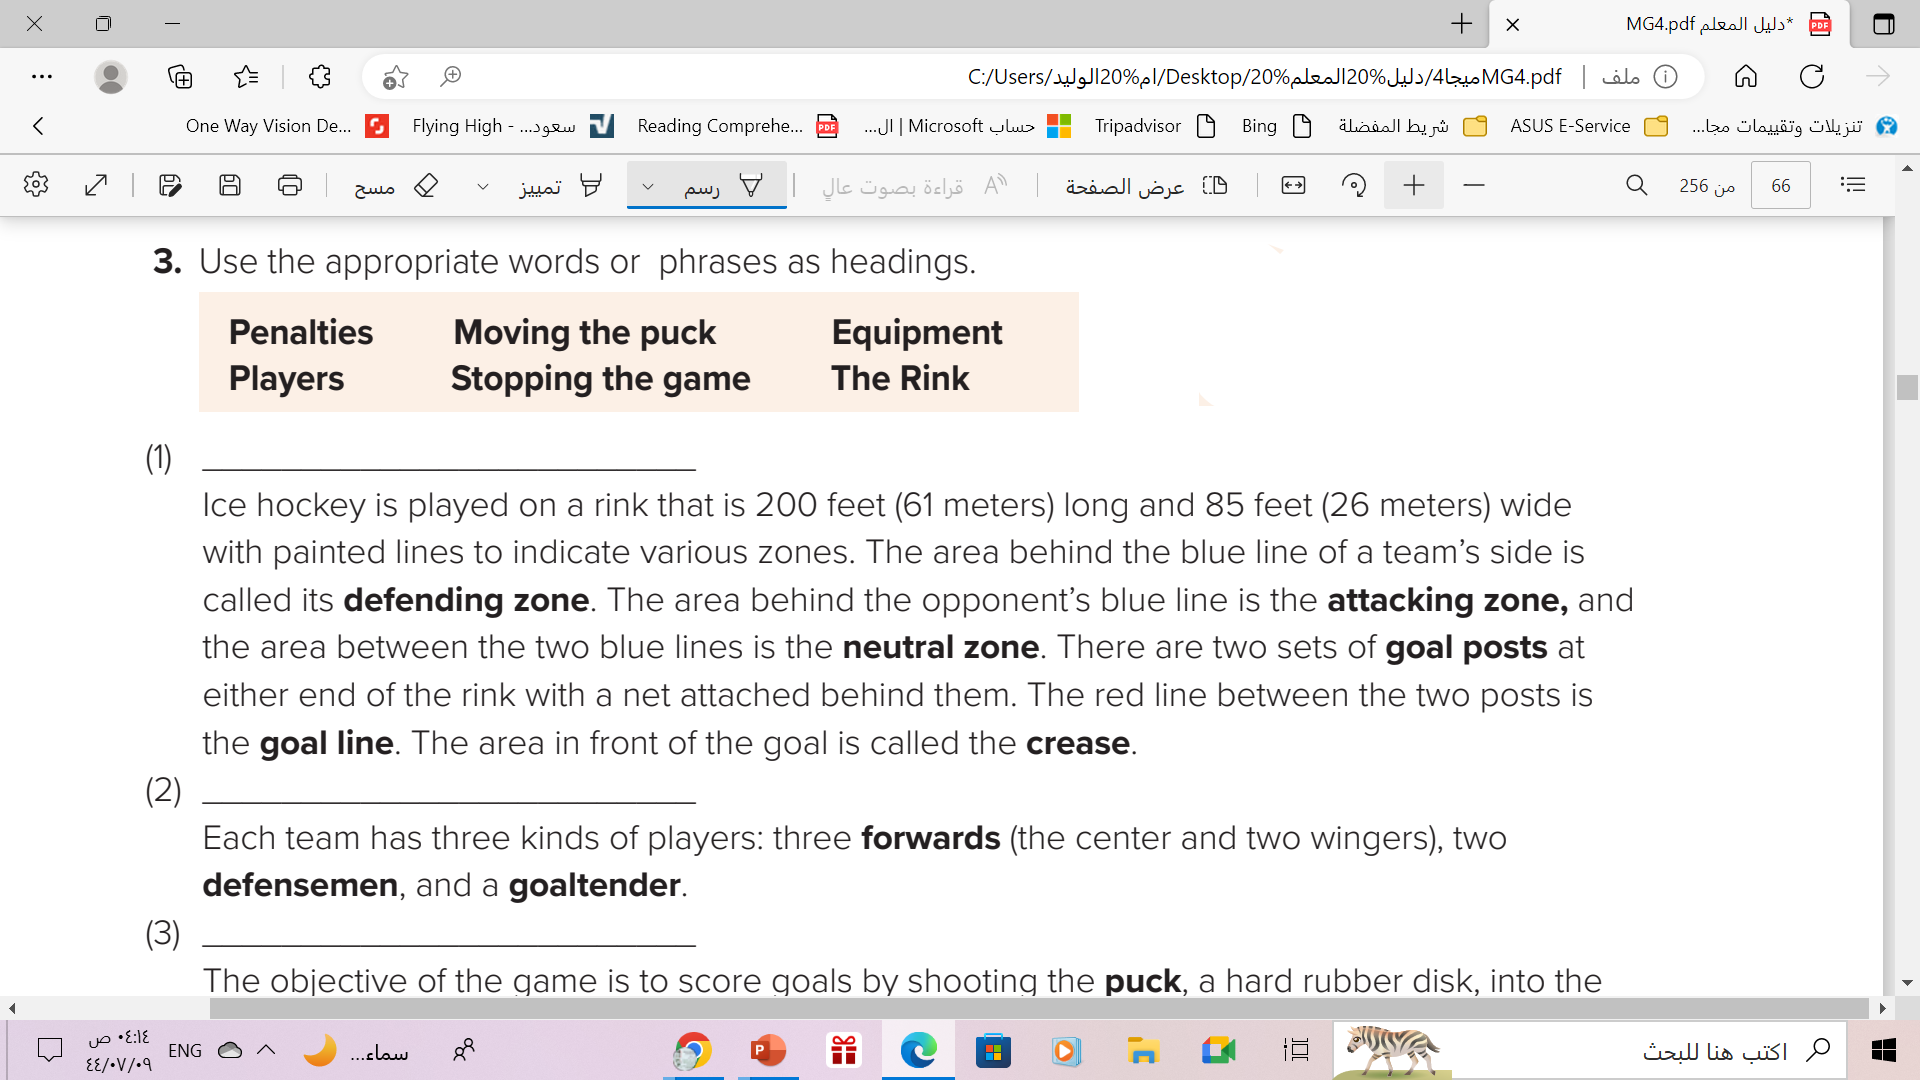 دليل المعلم MG4.pdf*
C:/Users/ام%20الوليد/Desktop/ميجا4/دليل%20المعلم%20MG4.pdf
ملف
One Way Vision De...
Flying High - سعود...
Reading Comprehe...
حساب Microsoft | ال...
Tripadvisor
Bing
شريط المفضلة
ASUS E-Service
تنزيلات وتقييمات مجا...
مسح
تمييز
رسم
قراءة بصوت عالٍ
عرض الصفحة
من 256
66
3. Use the appropriate words or phrases as headings.
Penalties Moving the puck Equipment
Players Stopping the game The Rink
(1)
Ice hockey is played on a rink that is 200 feet (61 meters) long and 85 feet (26 meters) wide
with painted lines to indicate various zones. The area behind the blue line of a team’s side is
called its defending zone. The area behind the opponent’s blue line is the attacking zone, and
the area between the two blue lines is the neutral zone. There are two sets of goal posts at
either end of the rink with a net attached behind them. The red line between the two posts is
the goal line. The area in front of the goal is called the crease.
(2)
Each team has three kinds of players: three forwards (the center and two wingers), two
defensemen, and a goaltender.
(3)
The objective of the game is to score goals by shooting the puck, a hard rubber disk, into the
٠٤:١٤ ص
٤٤/٠٧/٠٩
ENG
سماء...
اكتب هنا للبحث